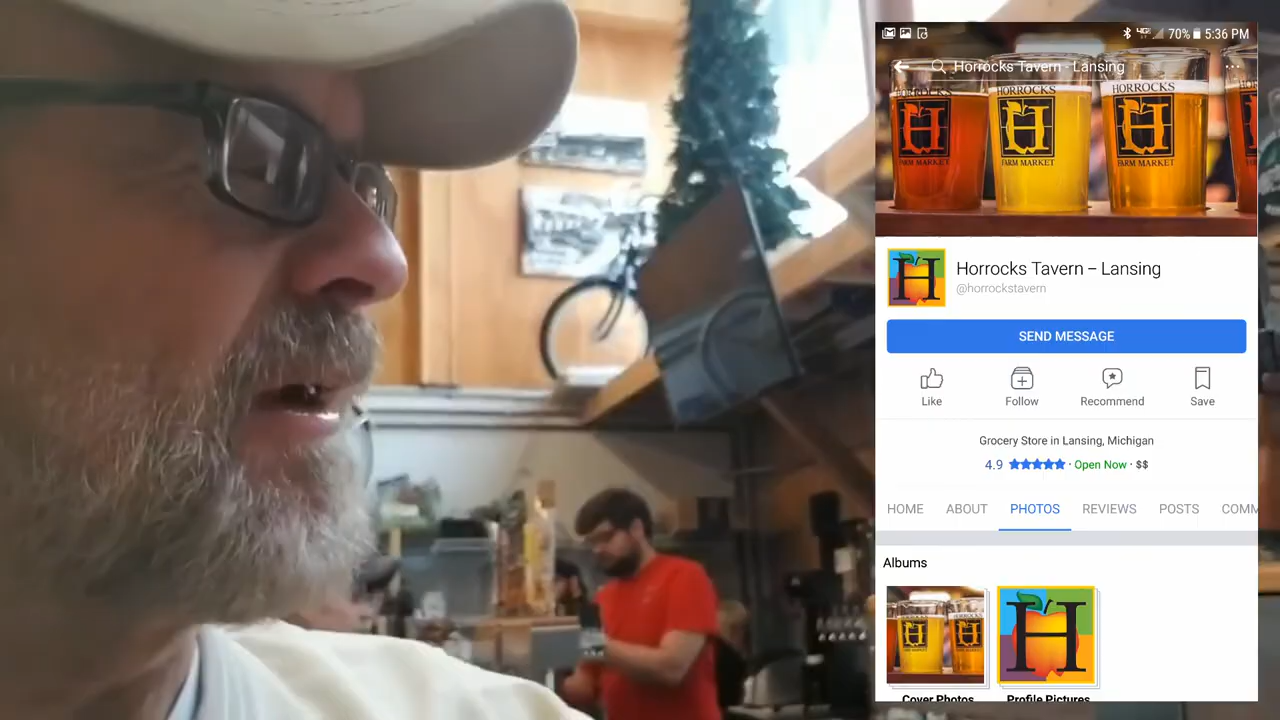 70% 5:36 PM
Horrocks Tavern - Lansing
HORROCKS HORROCKS HORROCKS
H H H H
FARM MARKET FARM MARKET FARM MARKET
H
Horrocks Tavern – Lansing
@horrockstavern
SEND MESSAGE
Like Follow Recommend Save
Grocery Store in Lansing, Michigan
4.9 · Open Now · $$
HOME ABOUT PHOTOS REVIEWS POSTS COMM
Albums
H H H
Cover Photos Profile Pictures